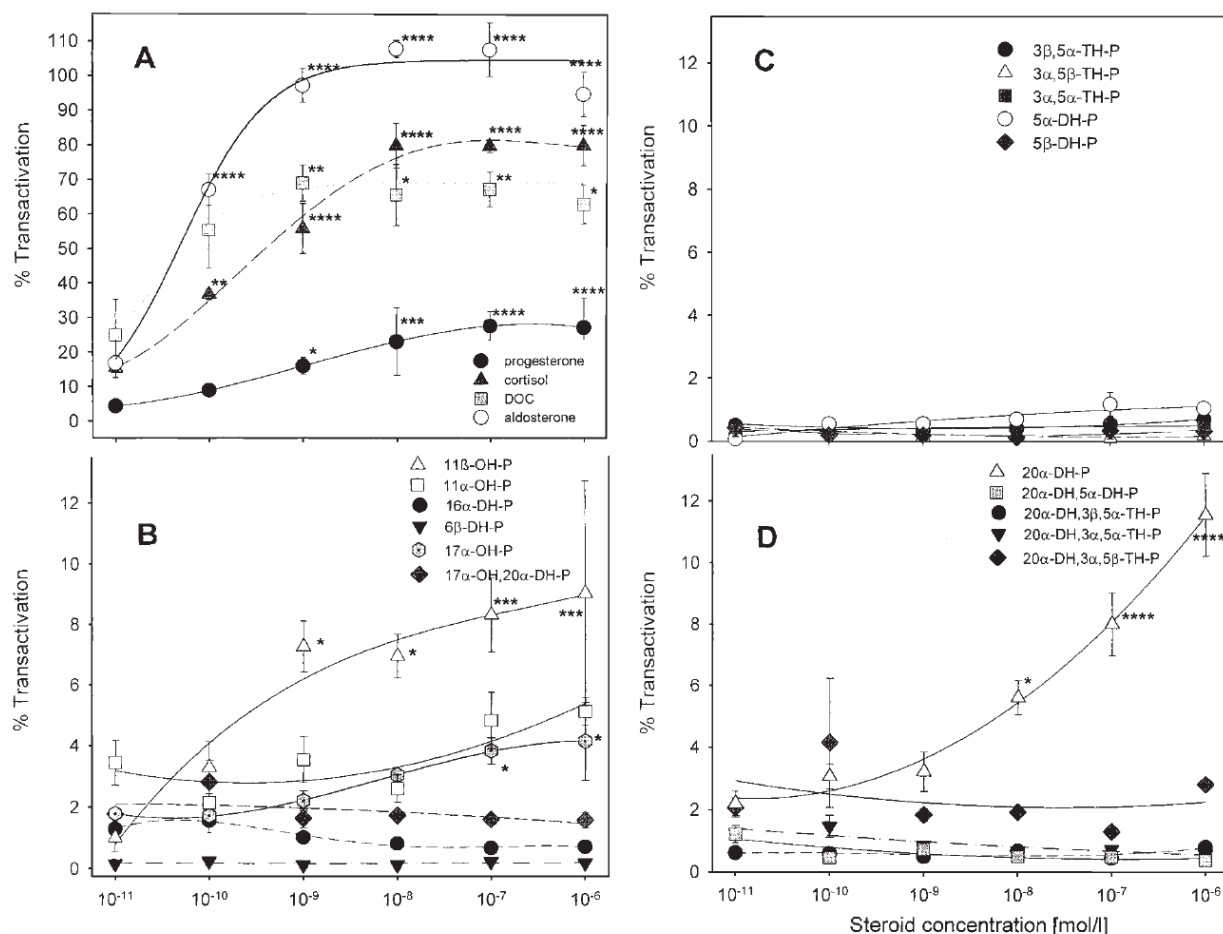 A
% Transactivation
110
100
90
80
70
60
50
40
30
20
10
0
****
****
****
****
****
****
****
****
****
**
**
*
**
*
**
*
***
****
****
progesterone
cortisol
DOC
aldosterone
C
% Transactivation
12
10
8
6
4
2
0
3β,5α-TH-P
3α,5β-TH-P
3α,5α-TH-P
5α-DH-P
5β-DH-P
B
% Transactivation
12
10
8
6
4
2
0
11ß-OH-P
11α-OH-P
16α-DH-P
6β-DH-P
17α-OH-P
17α-OH,20α-DH-P
*
*
***
***
*
*
10-11
10-10
10-9
10-8
10-7
10-6
D
% Transactivation
12
10
8
6
4
2
0
20α-DH-P
20α-DH,5α-DH-P
20α-DH,3β,5α-TH-P
20α-DH,3α,5α-TH-P
20α-DH,3α,5β-TH-P
*
****
****
10-11
10-10
10-9
10-8
10-7
10-6
Steroid concentration [mol/l]